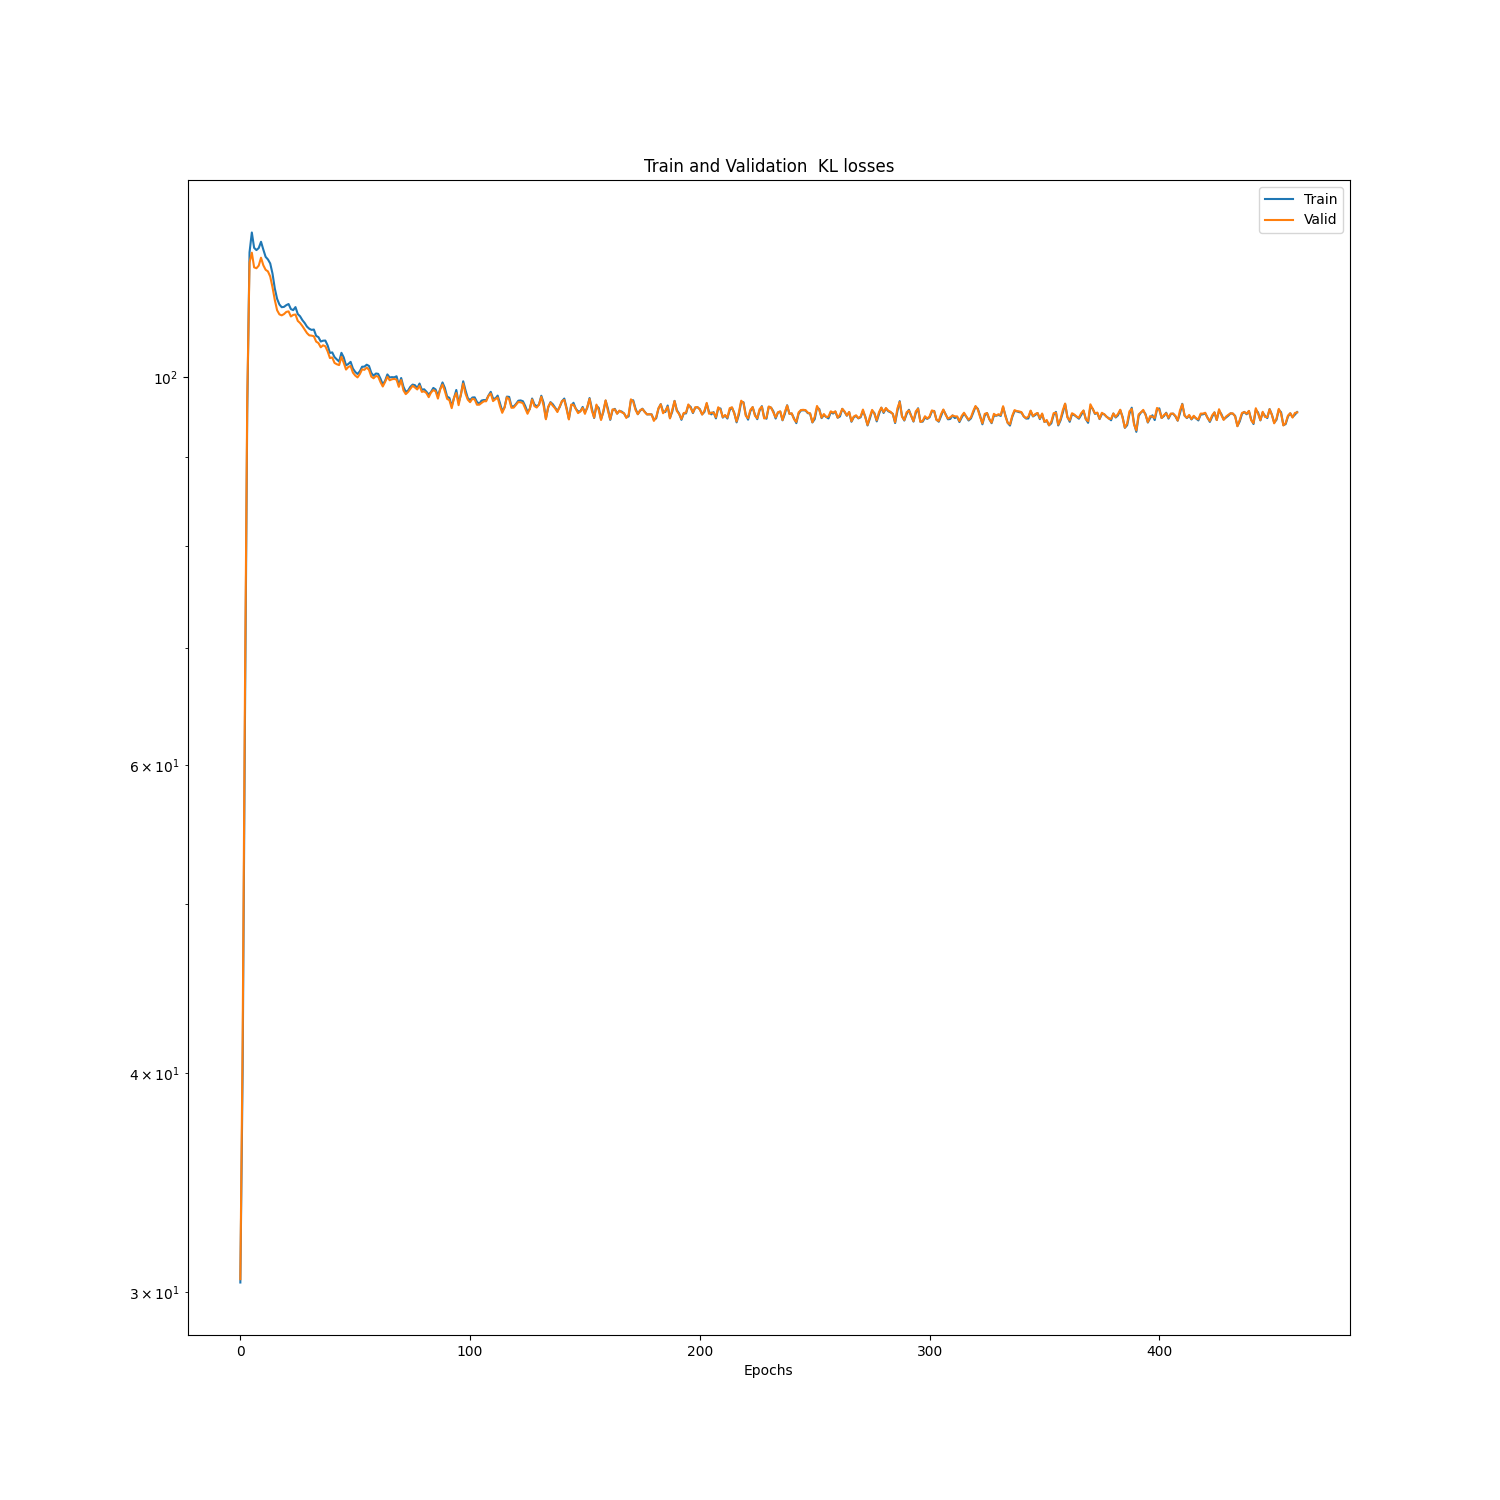 Train and Validation  KL losses
Train
Valid
10²
6 × 10¹
4 × 10¹
3 × 10¹
0 100 200 300 400
Epochs